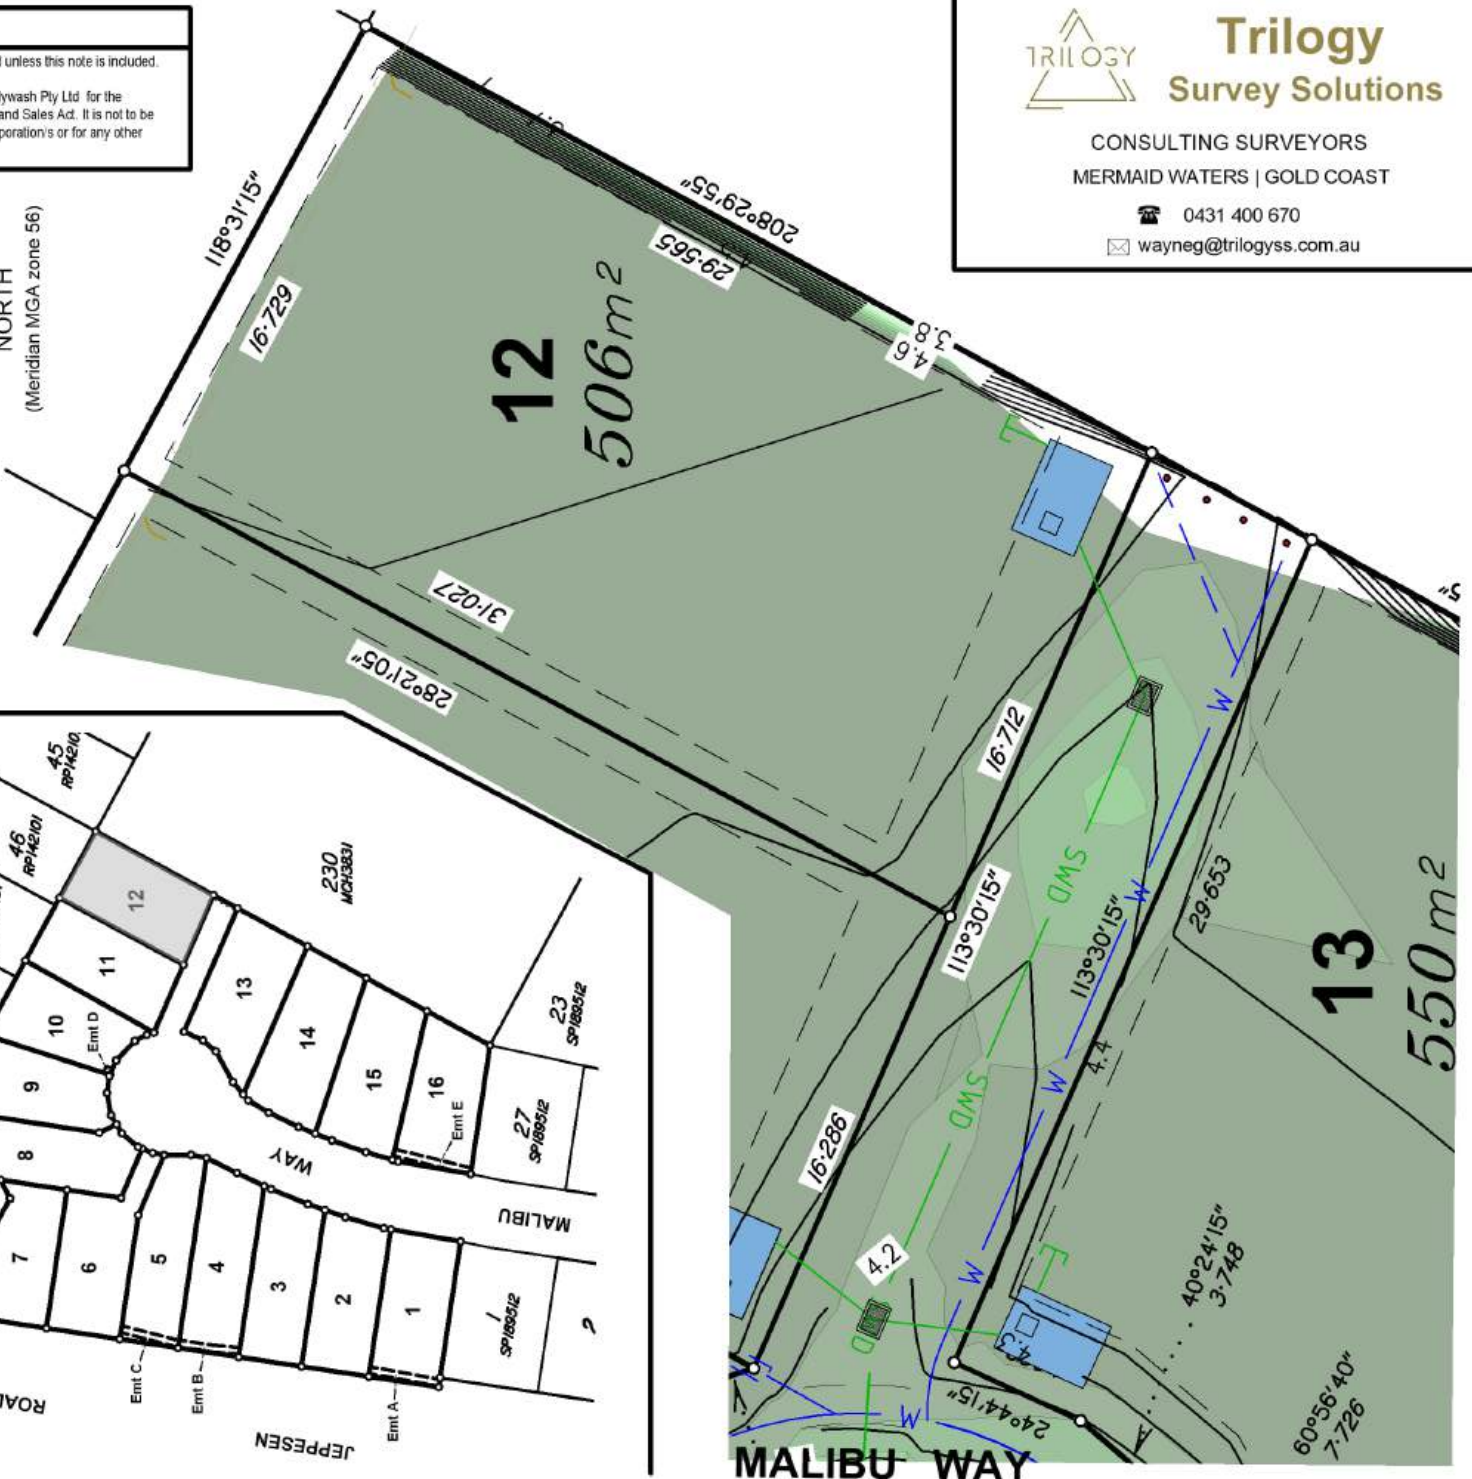 unless this note is included.
ywash Pty Ltd for the
and Sales Act. It is not to be
poration's or for any other
NORTH
(Meridian MGA zone 56)
TRILOGY
Trilogy
Survey Solutions
CONSULTING SURVEYORS
MERMAID WATERS | GOLD COAST
0431 400 670
wayneg@trilogyss.com.au
118°31'15"
16·729
208°29'55"
29·565
12
506m²
3.8
4.6
31·027
28°21'05"
16·712
113°30'15"
SWD
W
113°30'15"
W
29·653
13
550m²
5"
W
4.4
SWD
16·286
4.2
W
4.3
40°24'15"
3·748
24°44'15"
A
60°56'40"
7·726
W
MALIBU WAY
45
RP14210
46
RP142101
12
11
10
Emt D
9
8
7
6
5
4
3
2
1
13
14
15
16
Emt E
230
MCH3831
23
SP189512
27
SP189512
WAY
MALIBU
1
SP189512
2
Emt C
Emt B
Emt A
ROAD
JEPPESEN